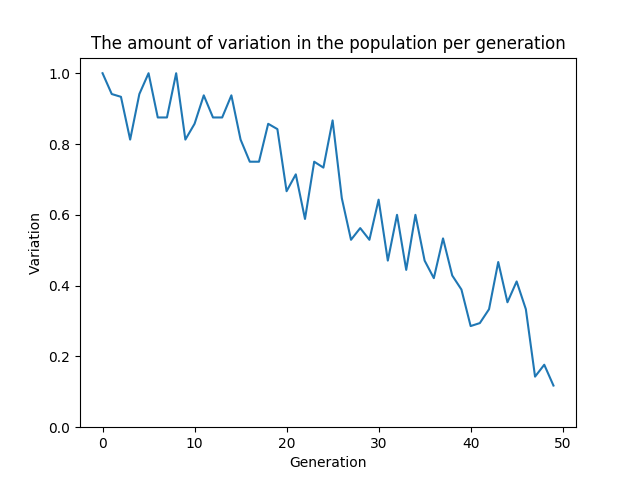 The amount of variation in the population per generation
1.0
0.8
0.6
0.4
0.2
0.0
Variation
0 10 20 30 40 50
Generation